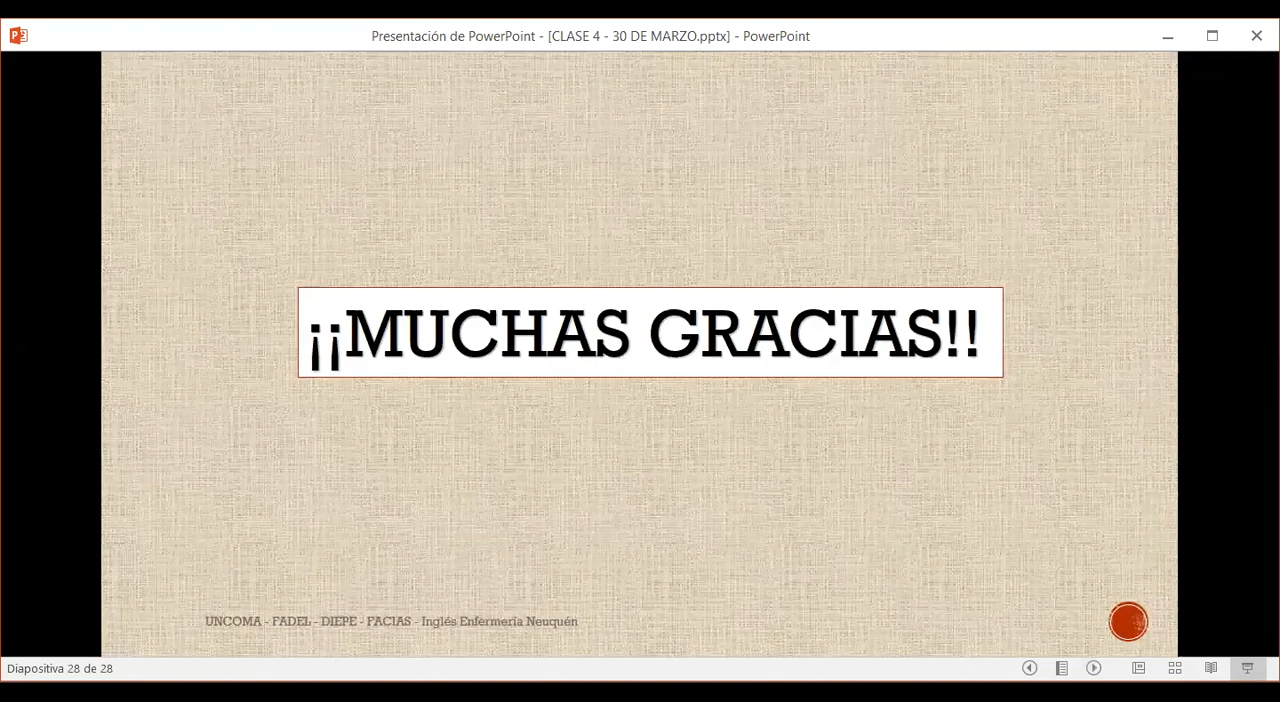 Presentación de PowerPoint - [CLASE 4 - 30 DE MARZO.pptx] - PowerPoint
¡¡MUCHAS GRACIAS!!
UNCOMA - FADEL - DIEPE - FACIAS - Inglés Enfermería Neuquén
Diapositiva 28 de 28